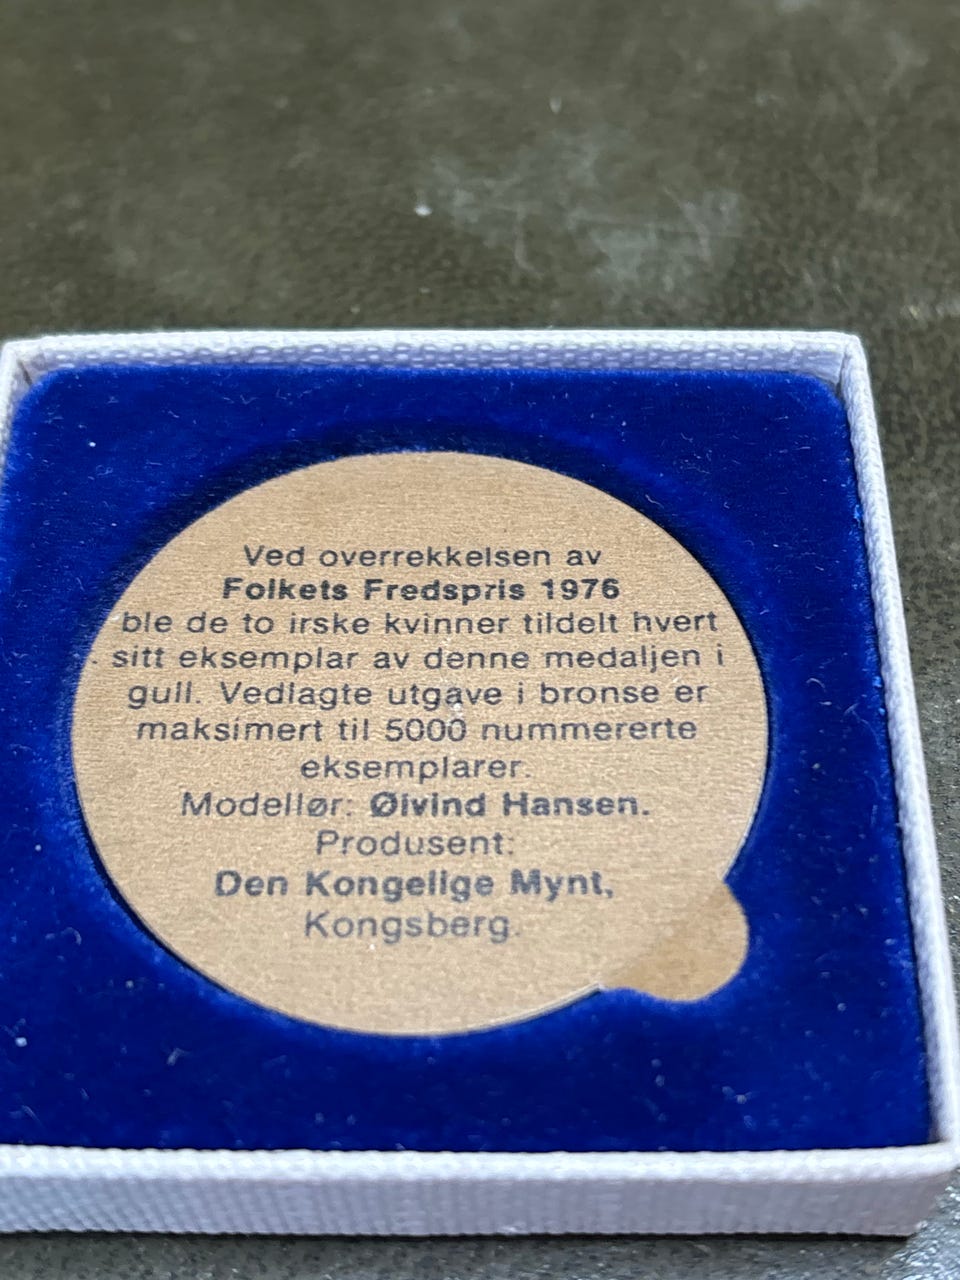 Ved overrekkelsen av
Folkets Fredspris 1976
ble de to irske kvinner tildelt hvert
sitt eksemplar av denne medaljen i
gull. Vedlagte utgave i bronse er
maksimert til 5000 nummererte
eksemplarer.
Modellør: Øivind Hansen.
Produsent:
Den Kongelige Mynt,
Kongsberg.